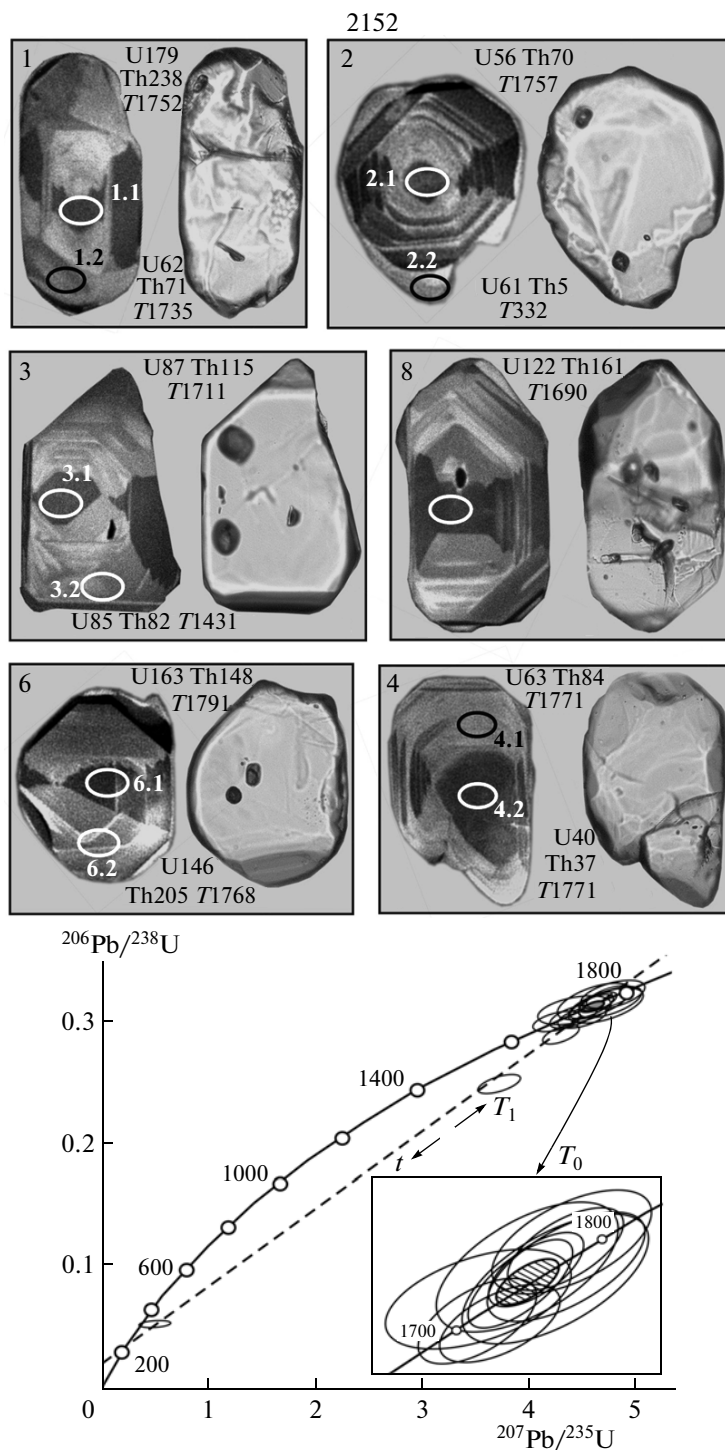 2152
1
U179
Th238
T1752
1.1
1.2
U62
Th71
T1735
2
U56 Th70
T1757
2.1
2.2
U61 Th5
T332
3
U87 Th115
T1711
3.1
3.2
U85 Th82 T1431
8
U122 Th161
T1690
6
U163 Th148
T1791
6.1
6.2
U146
Th205 T1768
4
U63 Th84
T1771
4.1
4.2
U40
Th37
T1771
²⁰⁶Pb/²³⁸U
1800
0.3
1400
T₁
0.2
t
T₀
1000
1800
0.1
600
1700
200
0 1 2 3 4 5
²⁰⁷Pb/²³⁵U